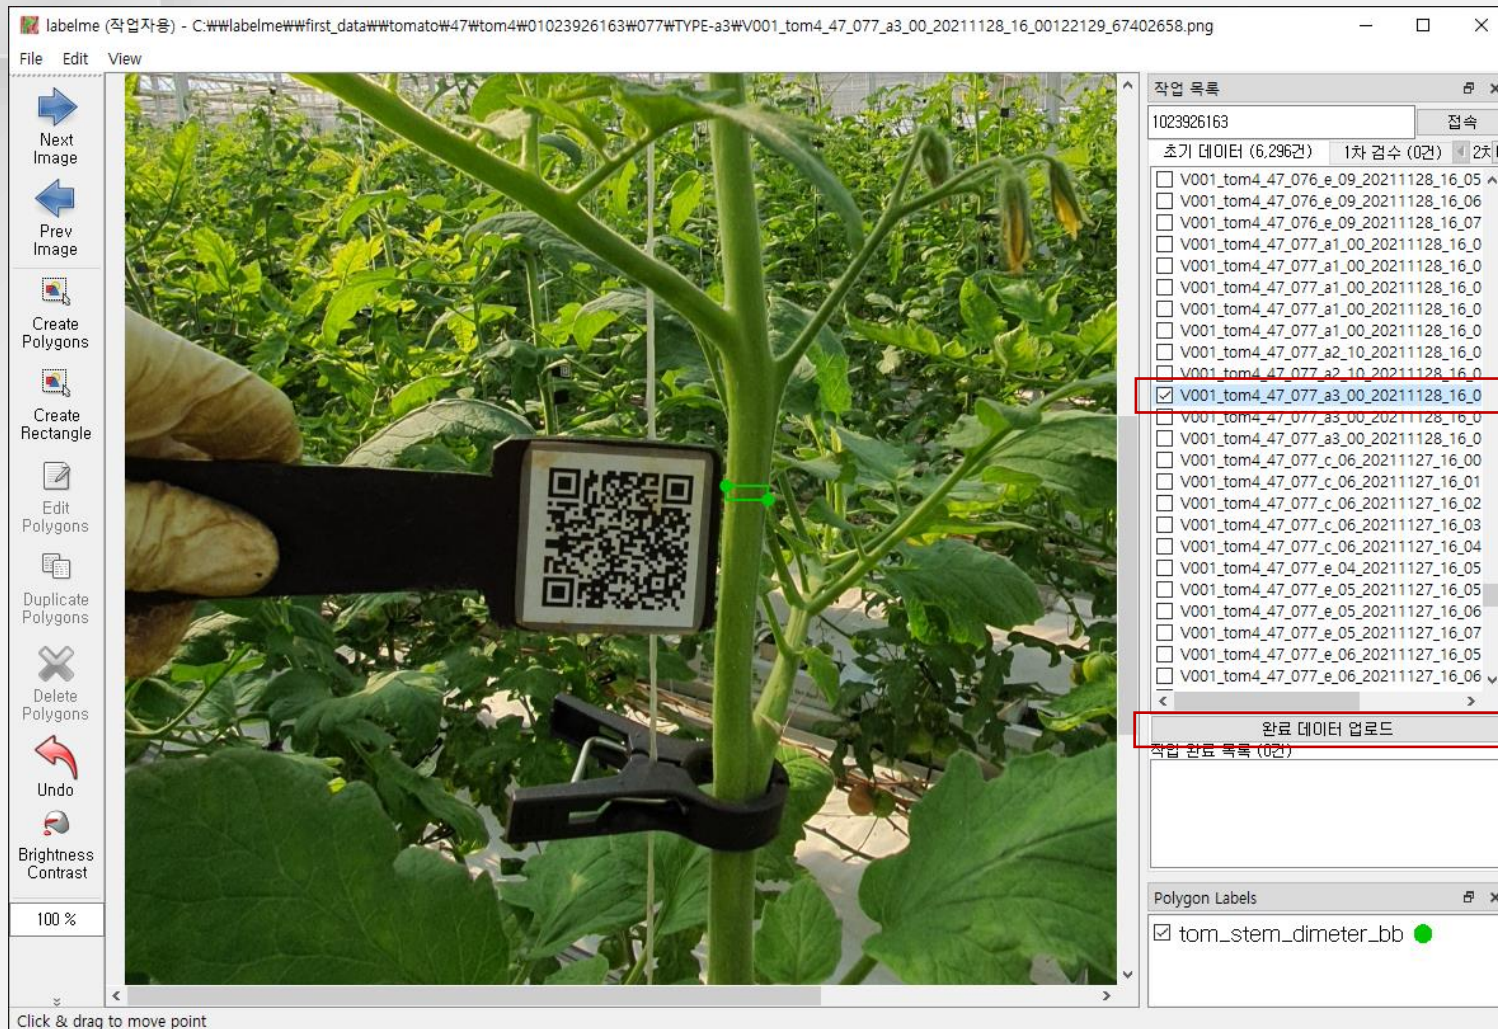 labelme (작업자용) - C:₩₩labelme₩₩first_data₩₩tomato₩47₩tom4₩01023926163₩077₩TYPE-a3₩V001_tom4_47_077_a3_00_20211128_16_00122129_67402658.png
File Edit View
Next
Image
Prev
Image
Create
Polygons
Create
Rectangle
Edit
Polygons
Duplicate
Polygons
Delete
Polygons
Undo
Brightness
Contrast
100 %
작업 목록
1023926163 접속
초기 데이터 (6,296건) 1차 검수 (0건) 2차
V001_tom4_47_076_e_09_20211128_16_05
V001_tom4_47_076_e_09_20211128_16_06
V001_tom4_47_076_e_09_20211128_16_07
V001_tom4_47_077_a1_00_20211128_16_0
V001_tom4_47_077_a1_00_20211128_16_0
V001_tom4_47_077_a1_00_20211128_16_0
V001_tom4_47_077_a1_00_20211128_16_0
V001_tom4_47_077_a1_00_20211128_16_0
V001_tom4_47_077_a2_10_20211128_16_0
V001_tom4_47_077_a2_10_20211128_16_0
V001_tom4_47_077_a3_00_20211128_16_0
V001_tom4_47_077_a3_00_20211128_16_0
V001_tom4_47_077_a3_00_20211128_16_0
V001_tom4_47_077_c_06_20211127_16_00
V001_tom4_47_077_c_06_20211127_16_01
V001_tom4_47_077_c_06_20211127_16_02
V001_tom4_47_077_c_06_20211127_16_03
V001_tom4_47_077_c_06_20211127_16_04
V001_tom4_47_077_e_04_20211127_16_05
V001_tom4_47_077_e_05_20211127_16_05
V001_tom4_47_077_e_05_20211127_16_06
V001_tom4_47_077_e_05_20211127_16_07
V001_tom4_47_077_e_06_20211127_16_05
V001_tom4_47_077_e_06_20211127_16_06
완료 데이터 업로드
작업 완료 목록 (0건)
Polygon Labels
tom_stem_dimeter_bb
Click & drag to move point